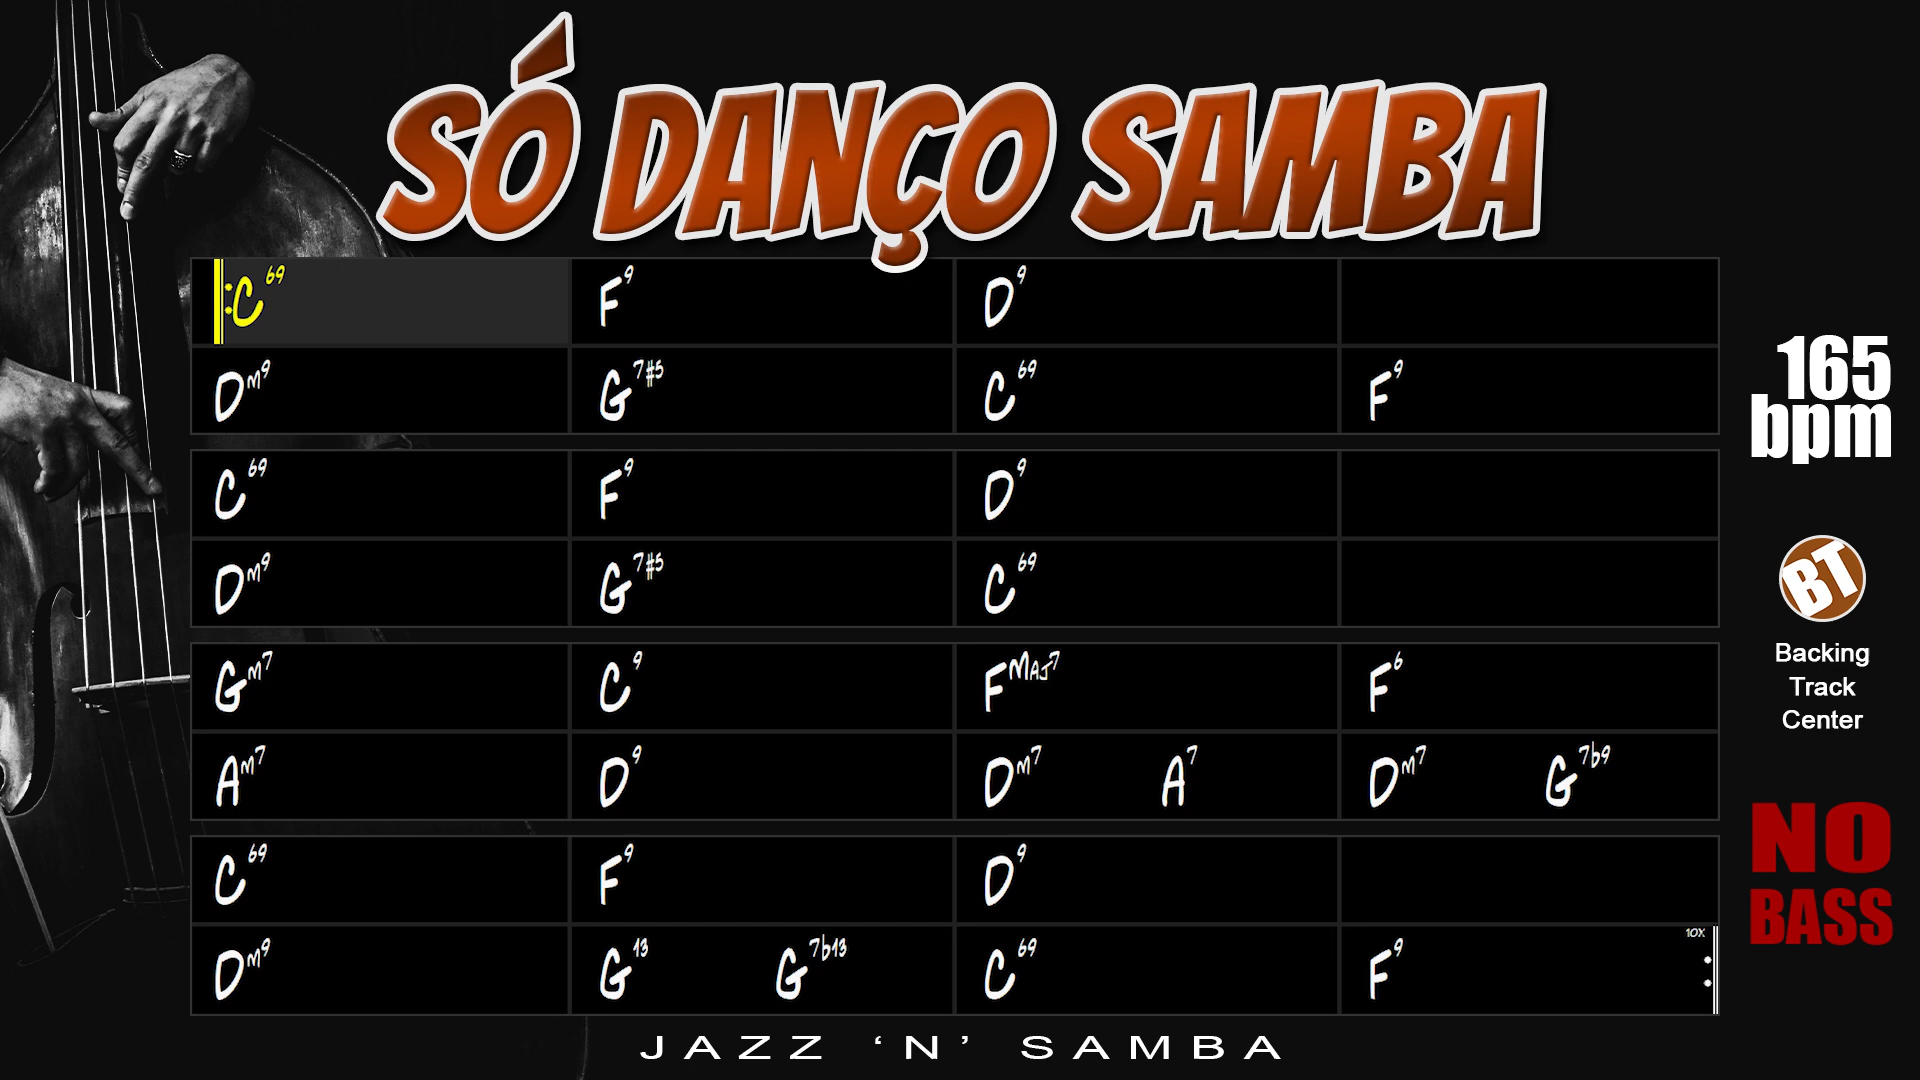 SÓ DANÇO SAMBA
C69 F9 D9
Dm9 G7#5 C69 F9
C69 F9 D9
Dm9 G7#5 C69
Gm7 C9 FMAJ7 F6
Am7 D9 Dm7 A7 Dm7 G7b9
C69 F9 D9
Dm9 G13 G7b13 C69 F9 10X
165
bpm
BT
Backing
Track
Center
NO
BASS
JAZZ ‘N’ SAMBA